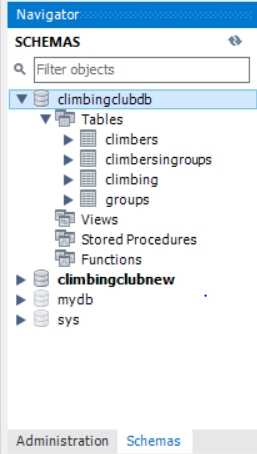 Navigator
SCHEMAS
Filter objects
climbingclubdb
Tables
climbers
climbersingroups
climbing
groups
Views
Stored Procedures
Functions
climbingclubnew
mydb
sys
Administration Schemas